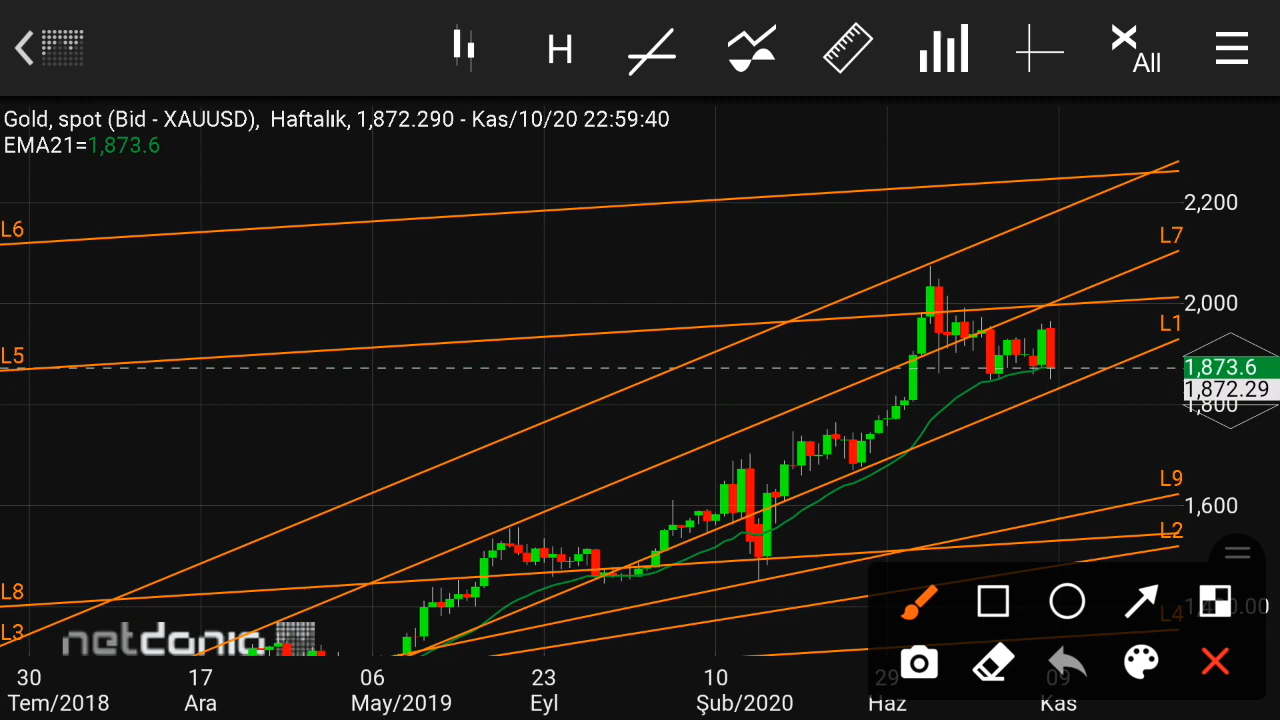 H
All
Gold, spot (Bid - XAUUSD),  Haftalık, 1,872.290 - Kas/10/20 22:59:40
EMA21=1,873.6
2,200
L6
L7
2,000
L1
L5
1,873.6
1,872.29
1,800
L9
1,600
L2
L8
L4
L3
netdania
30 17 06 23 10 29 09
Tem/2018 Ara May/2019 Eyl Şub/2020 Haz Kas